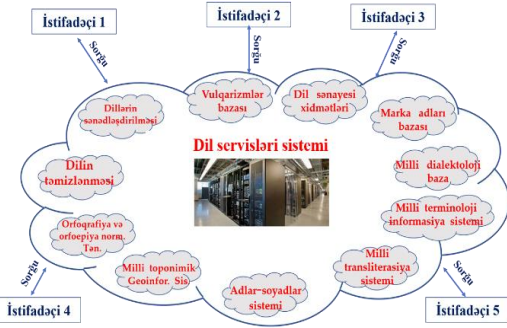 İstifadəçi 1
İstifadəçi 2
İstifadəçi 3
Sorğu
Sorğu
Sorğu
Dillərin
sənədləşdirilməsi
Vulqarizmlər
bazası
Dil sənayesi
xidmətləri
Marka adları
bazası
Dil servisləri sistemi
Dilin
təmizlənməsi
Milli dialektoloji
baza
Orfoqrafiya və
orfoepiya norm.
Tən.
Milli terminoloji
informasiya sistemi
Milli toponimik
Geoinfor. Sis
Adlar-soyadlar
sistemi
Milli
transliterasiya
sistemi
Sorğu
Sorğu
İstifadəçi 4
İstifadəçi 5